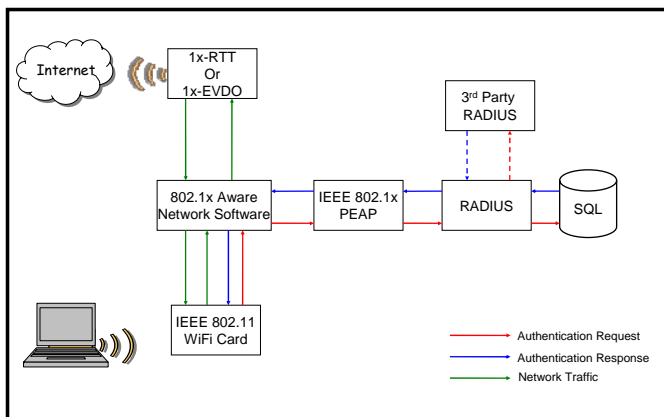 Internet
1x-RTT
Or
1x-EVDO
3rd Party
RADIUS
802.1x Aware
Network Software
IEEE 802.1x
PEAP
RADIUS
SQL
IEEE 802.11
WiFi Card
Authentication Request
Authentication Response
Network Traffic